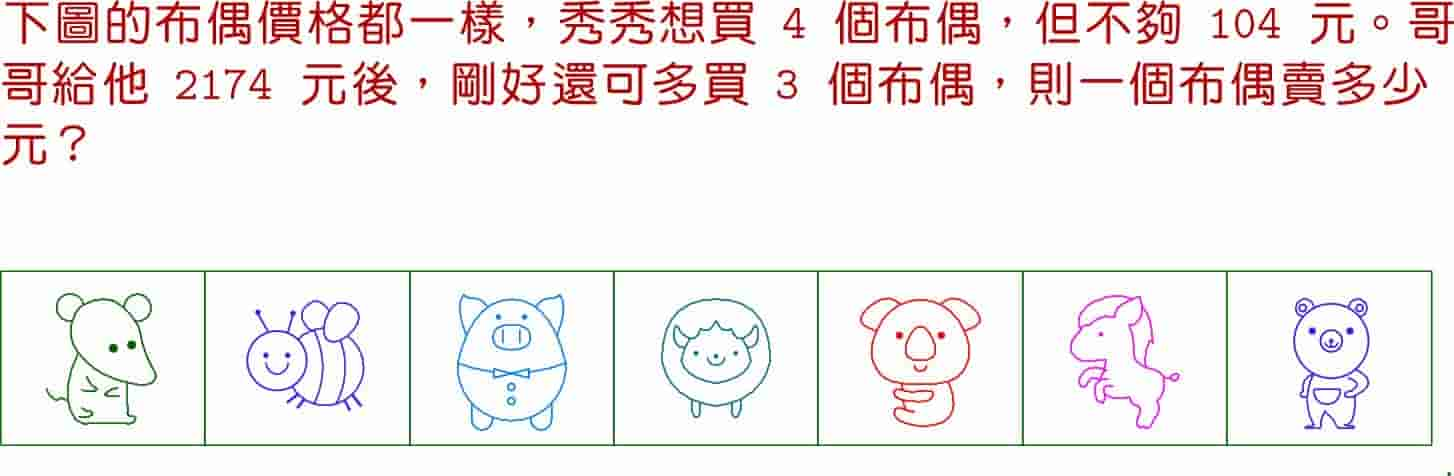 下圖的布偶價格都一樣，秀秀想買 4 個布偶，但不夠 104 元。哥
哥給他 2174 元後，剛好還可多買 3 個布偶，則一個布偶賣多少
元？